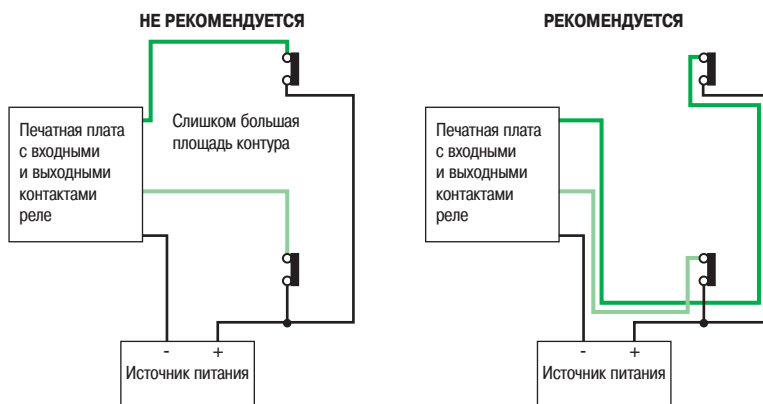 НЕ РЕКОМЕНДУЕТСЯ
Печатная плата
с входными
и выходными
контактами
реле
Слишком большая
площадь контура
- +
Источник питания
РЕКОМЕНДУЕТСЯ
Печатная плата
с входными
и выходными
контактами
реле
- +
Источник питания